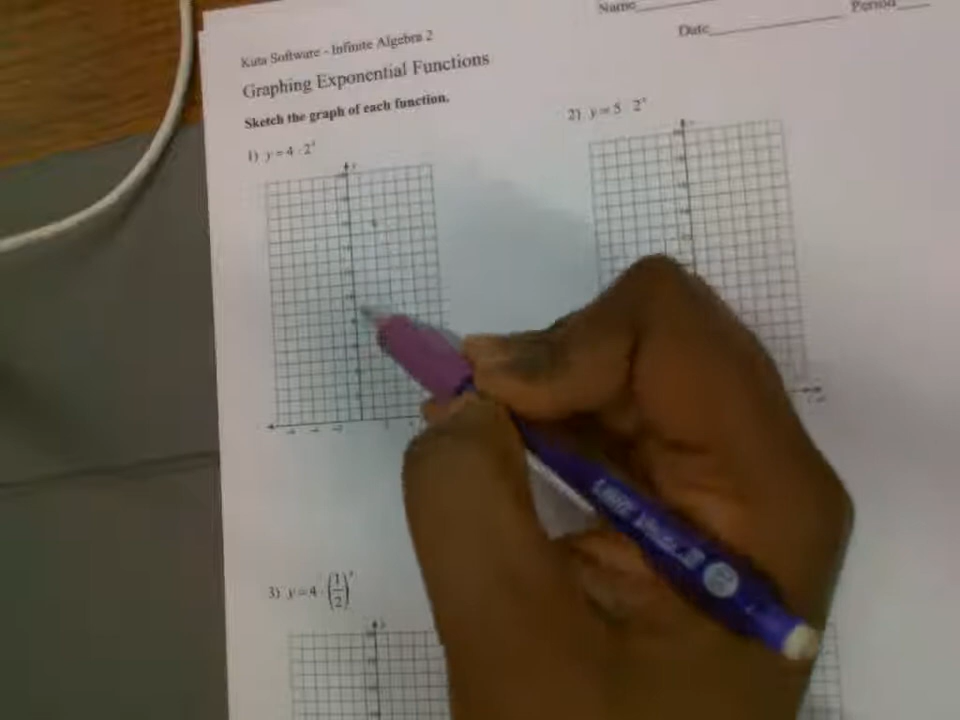 Name
Period
Date
Kuta Software - Infinite Algebra 2
Graphing Exponential Functions
Sketch the graph of each function.
1) y = 4 · 2ˣ
2) y = 5 · 2ˣ
3) y = 4 · (1/2)ˣ